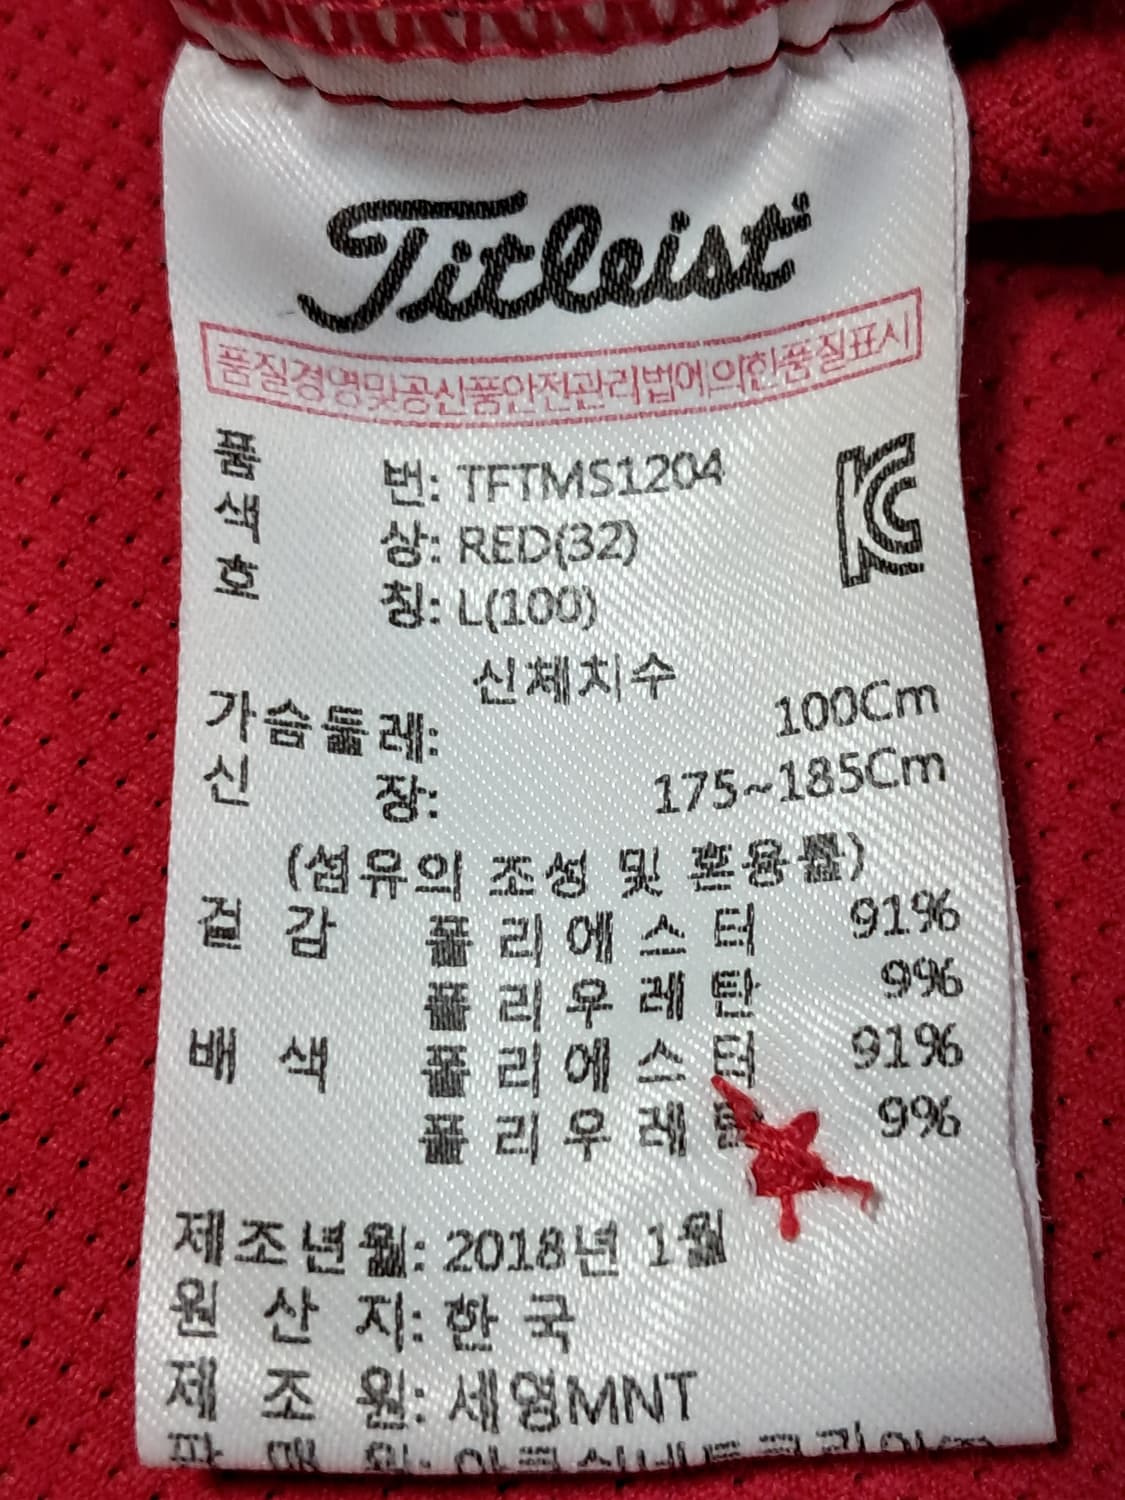 Titleist
품질경영및공산품안전관리법에의한품질표시
품 번: TFTMS1204
색 상: RED(32)
호 칭: L(100)
KC
신체치수
가슴둘레: 100Cm
신 장: 175~185Cm
(섬유의 조성 및 혼용률)
겉 감 폴리에스터 91%
폴리우레탄 9%
배 색 폴리에스터 91%
폴리우레탄 9%
제조년월: 2018년 1월
원 산 지: 한 국
제 조 원: 세영MNT
판 매 원: